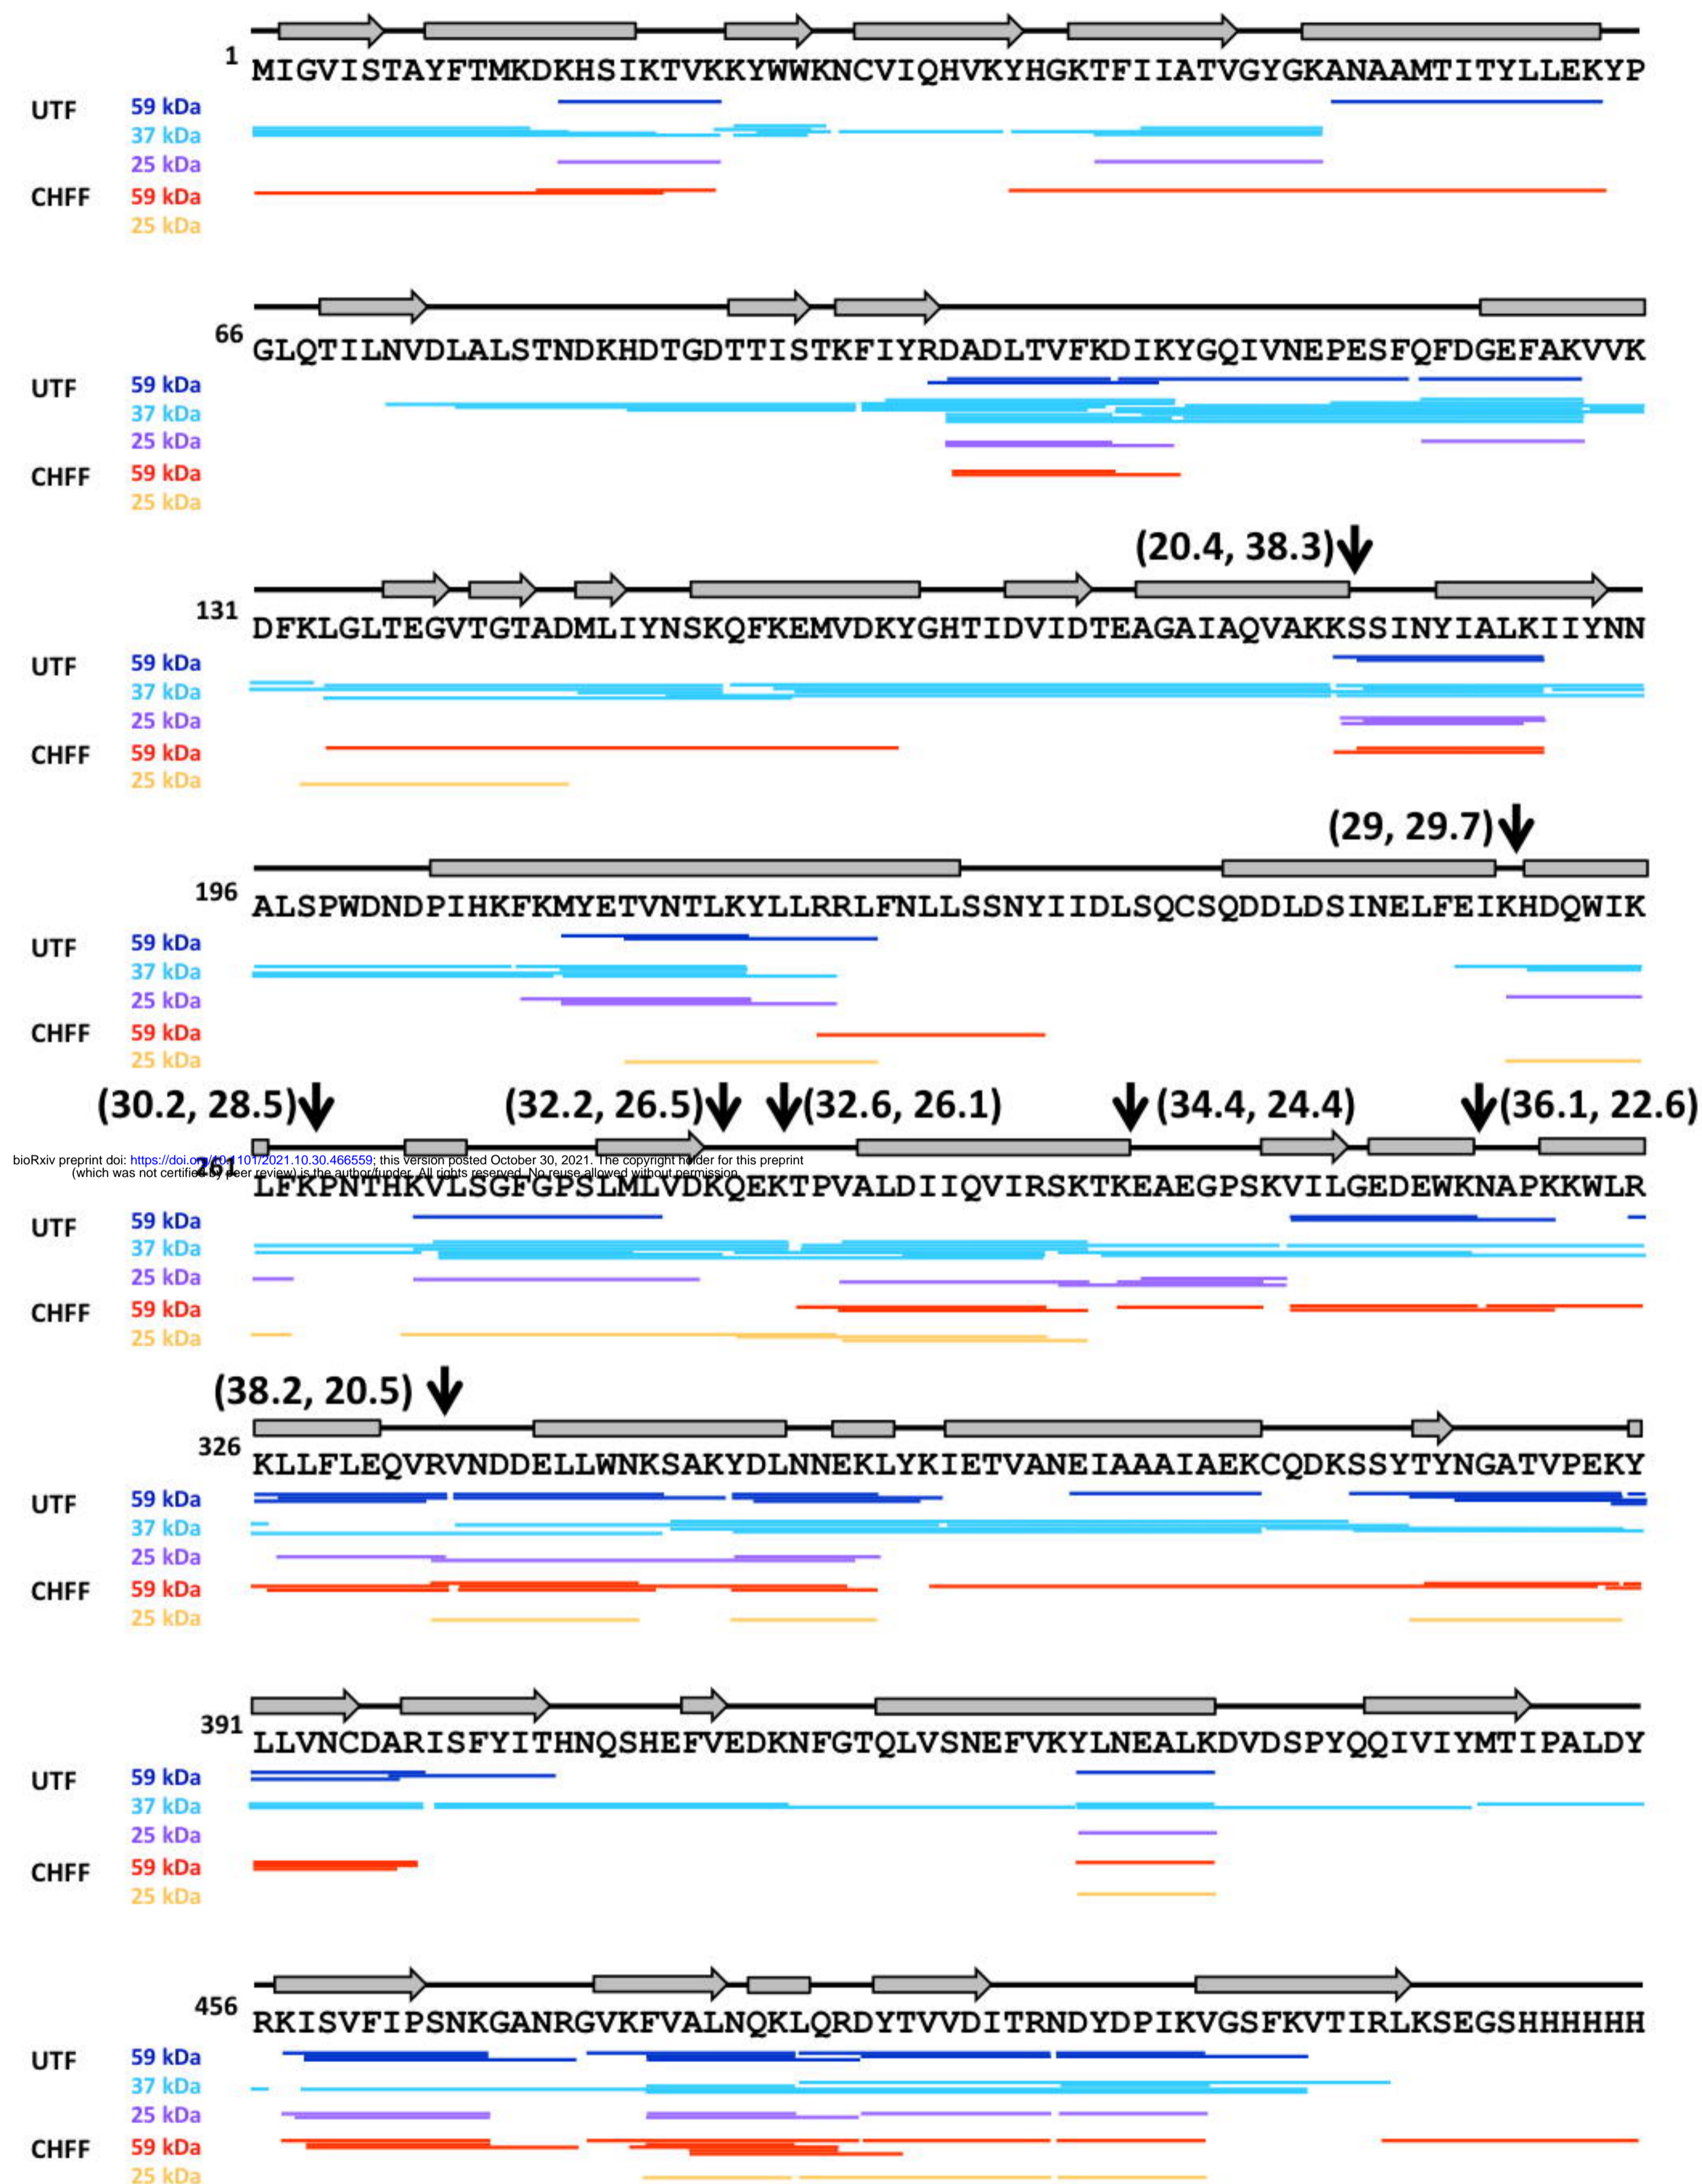 1 MIGVISTAYFTMKDKHSIKTVKKYWWKNCVIQHVKYHGKTFIIATVGYGKANAAMTITYLLEKYP
UTF 59 kDa
37 kDa
25 kDa
CHFF 59 kDa
25 kDa
66 GLQTILNVDLALSTNDKHDTGDTTISTKFIYRDADLTVFKDIKYGQIVNEPESFQFDGEFAKVVK
UTF 59 kDa
37 kDa
25 kDa
CHFF 59 kDa
25 kDa
(20.4, 38.3)
131 DFKLGLTEGVTGTADMLIYNSKQFKEMVDKYGHTIDVIDTEAGAIAQVAKKSSINYIALKIIYNN
UTF 59 kDa
37 kDa
25 kDa
CHFF 59 kDa
25 kDa
(29, 29.7)
196 ALSPWDNDPIHKFKMYETVNTLKYLLRRLFNLLSSNYIIDLSQCSQDDLDSINELFEIKHDQWIK
UTF 59 kDa
37 kDa
25 kDa
CHFF 59 kDa
25 kDa
(30.2, 28.5) (32.2, 26.5) (32.6, 26.1) (34.4, 24.4) (36.1, 22.6)
bioRxiv preprint doi: https://doi.org/10.1101/2021.10.30.466559; this version posted October 30, 2021. The copyright holder for this preprint
(which was not certified by peer review) is the author/funder. All rights reserved. No reuse allowed without permission.
261 LFKPNTHKVLSGFGPSLMLVDKQEKTPVALDIIQVIRSKTKEAEGPSKVILGEDEWKNAPKKWLR
UTF 59 kDa
37 kDa
25 kDa
CHFF 59 kDa
25 kDa
(38.2, 20.5)
326 KLLFLEQVRVNDDELLWNKSAKYDLNNEKLYKIETVANEIAAAIAEKCQDKSSYTYNGATVPEKY
UTF 59 kDa
37 kDa
25 kDa
CHFF 59 kDa
25 kDa
391 LLVNCDARISFYITHNQSHEFVEDKNFGTQLVSNEFVKYLNEALKDVDSPYQQIVIYMTIPALDY
UTF 59 kDa
37 kDa
25 kDa
CHFF 59 kDa
25 kDa
456 RKISVFIPSNKGANRGVKFVALNQKLQRDYTVVDITRNDYDPIKVGSFKVTIRLKSEGSHHHHHH
UTF 59 kDa
37 kDa
25 kDa
CHFF 59 kDa
25 kDa